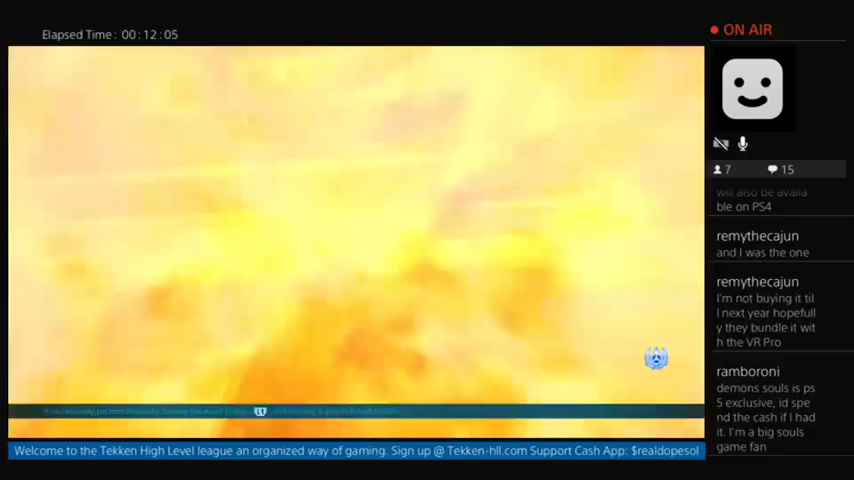 Elapsed Time: 00:12:05
ON AIR
7
15
will also be availa
ble on PS4
remythecajun
and I was the one
remythecajun
I'm not buying it til
l next year hopefull
y they bundle it wit
h the VR Pro
ramboroni
demons souls is ps
5 exclusive, id spe
nd the cash if I had
it. I'm a big souls
game fan
L1
Welcome to the Tekken High Level league an organized way of gaming. Sign up @ Tekken-hll.com Support Cash App: $realdopesol